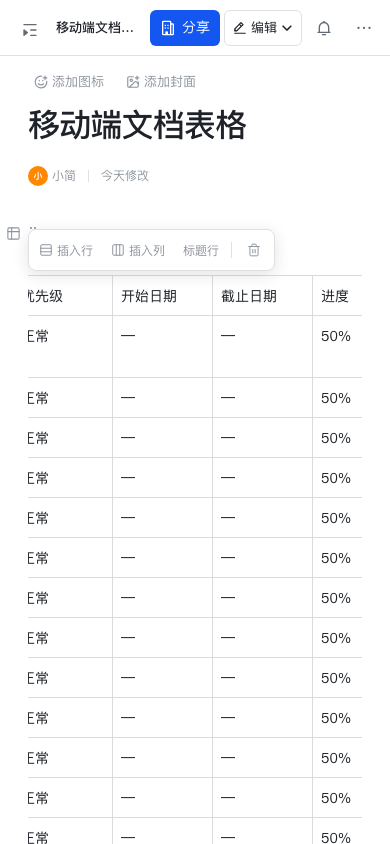 移动端文档... 分享 编辑
添加图标 添加封面
移动端文档表格
小 小简 今天修改
插入行 插入列 标题行
优先级 开始日期 截止日期 进度
正常 — — 50%
正常 — — 50%
正常 — — 50%
正常 — — 50%
正常 — — 50%
正常 — — 50%
正常 — — 50%
正常 — — 50%
正常 — — 50%
正常 — — 50%
正常 — — 50%
正常 — — 50%
正常 — — 50%